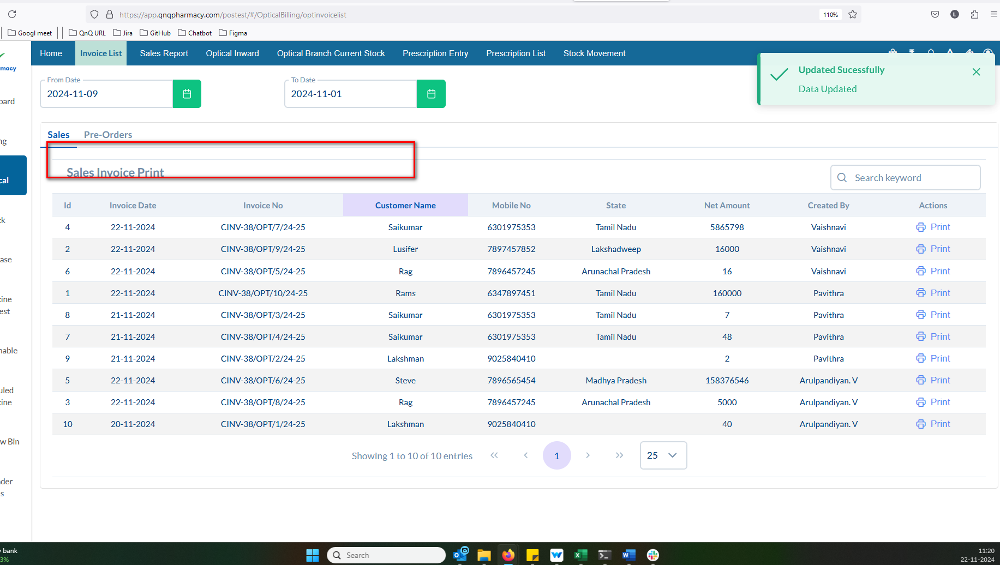 https://app.qnqpharmacy.com/postest/#/OpticalBilling/optinvoicelist 110% L
Googl meet QnQ URL Jira GitHub Chatbot Figma
Home Invoice List Sales Report Optical Inward Optical Branch Current Stock Prescription Entry Prescription List Stock Movement
macy
Updated Sucessfully
Data Updated
From Date To Date
2024-11-09 2024-11-01
oard
Sales Pre-Orders
ng
Sales Invoice Print
Search keyword
cal
Id Invoice Date Invoice No Customer Name Mobile No State Net Amount Created By Actions
4 22-11-2024 CINV-38/OPT/7/24-25 Saikumar 6301975353 Tamil Nadu 5865798 Vaishnavi Print
ck
2 22-11-2024 CINV-38/OPT/9/24-25 Lusifer 7897457852 Lakshadweep 16000 Vaishnavi Print
ase
6 22-11-2024 CINV-38/OPT/5/24-25 Rag 7896457245 Arunachal Pradesh 16 Vaishnavi Print
1 22-11-2024 CINV-38/OPT/10/24-25 Rams 6347897451 Tamil Nadu 160000 Pavithra Print
cine
est
8 21-11-2024 CINV-38/OPT/3/24-25 Saikumar 6301975353 Tamil Nadu 7 Pavithra Print
7 21-11-2024 CINV-38/OPT/4/24-25 Saikumar 6301975353 Tamil Nadu 48 Pavithra Print
nable
9 21-11-2024 CINV-38/OPT/2/24-25 Lakshman 9025840410 2 Pavithra Print
5 22-11-2024 CINV-38/OPT/6/24-25 Steve 7896565454 Madhya Pradesh 158376546 Arulpandiyan. V Print
uled
cine
3 22-11-2024 CINV-38/OPT/8/24-25 Rag 7896457245 Arunachal Pradesh 5000 Arulpandiyan. V Print
10 20-11-2024 CINV-38/OPT/1/24-25 Lakshman 9025840410 40 Arulpandiyan. V Print
w Bin
Showing 1 to 10 of 10 entries 1 25
der
s
y bank
3%
Search
11:20
22-11-2024